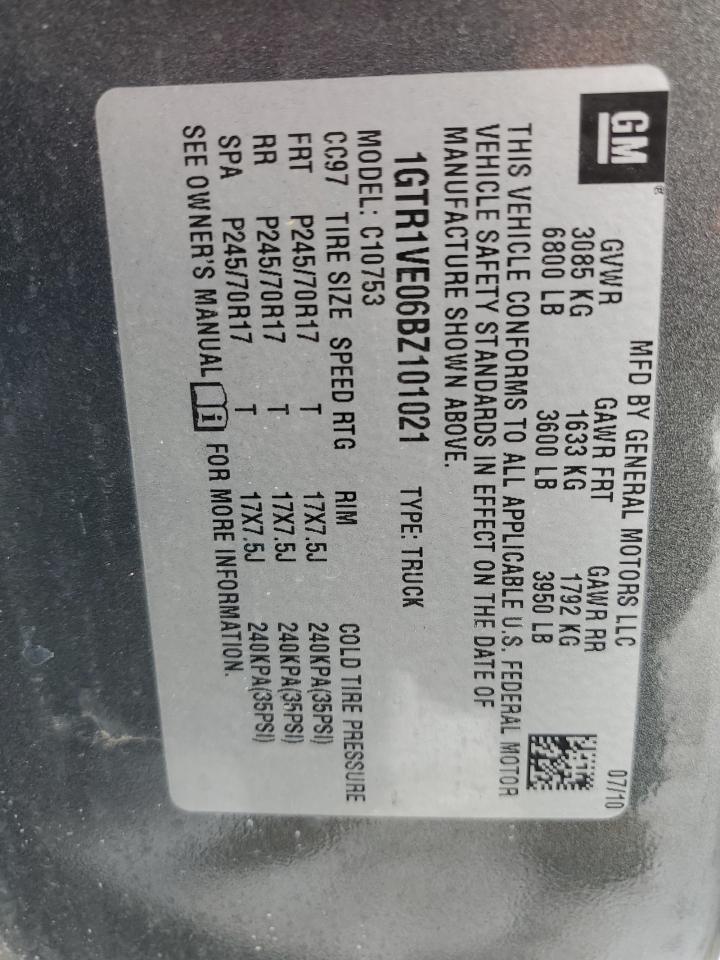 GM
MFD BY GENERAL MOTORS LLC 07/10
GVWR GAWR FRT GAWR RR
3085 KG 1633 KG 1792 KG
6800 LB 3600 LB 3950 LB
THIS VEHICLE CONFORMS TO ALL APPLICABLE U.S. FEDERAL MOTOR
VEHICLE SAFETY STANDARDS IN EFFECT ON THE DATE OF
MANUFACTURE SHOWN ABOVE.
1GTR1VE06BZ101021 TYPE: TRUCK
MODEL: C10753
CC97 TIRE SIZE SPEED RTG RIM COLD TIRE PRESSURE
FRT P245/70R17 T 17X7.5J 240KPA(35PSI)
RR P245/70R17 T 17X7.5J 240KPA(35PSI)
SPA P245/70R17 T 17X7.5J 240KPA(35PSI)
SEE OWNER'S MANUAL i FOR MORE INFORMATION.